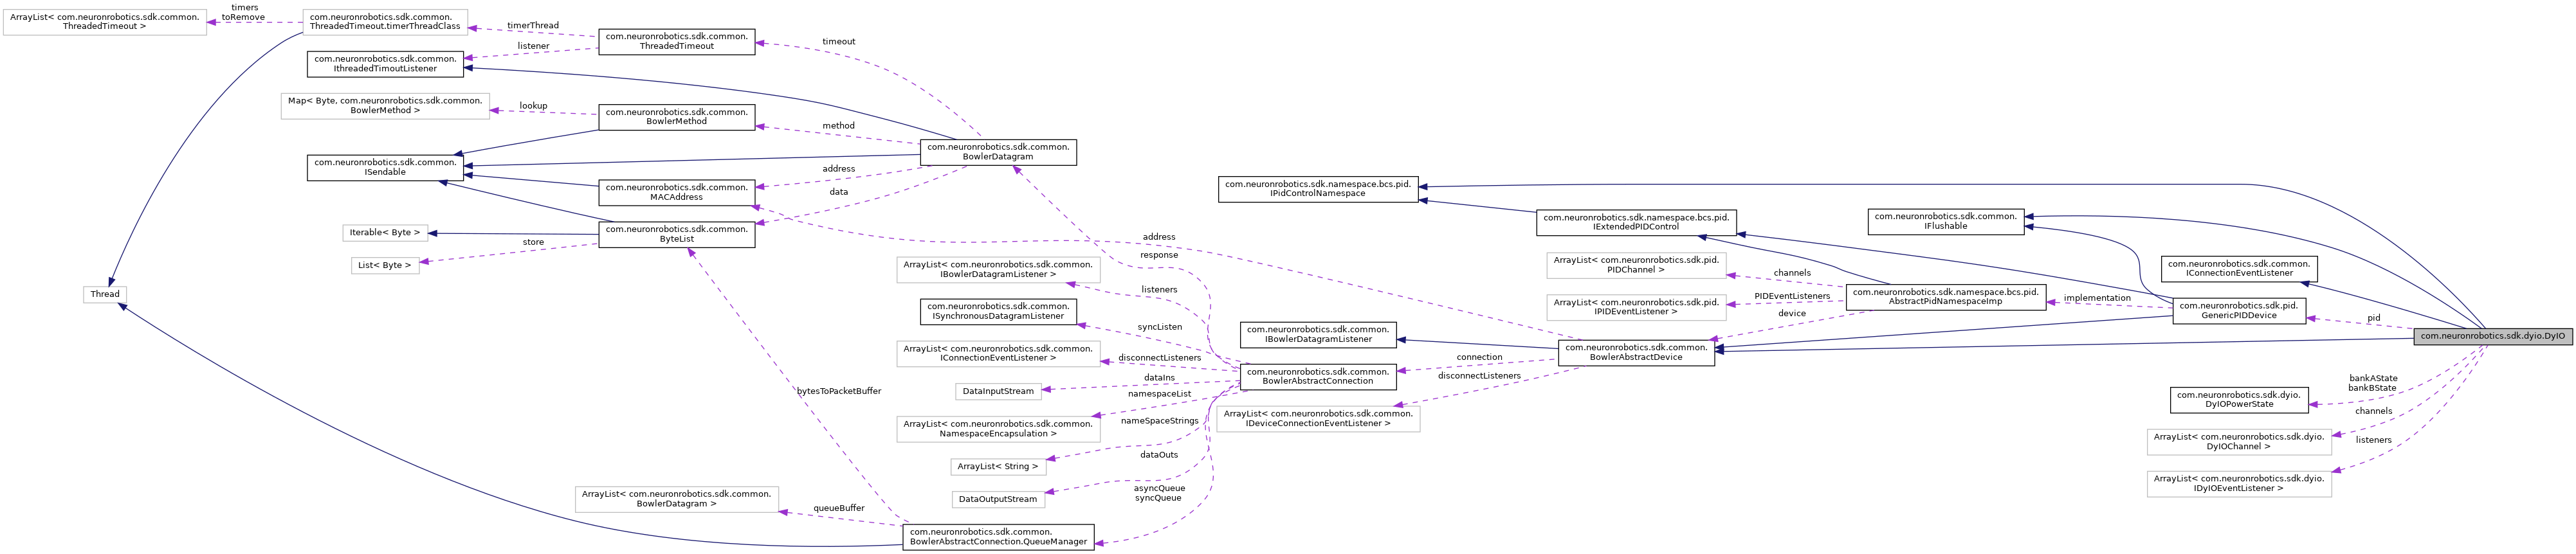 timers
toRemove
ArrayList< com.neuronrobotics.sdk.common.
ThreadedTimeout >
com.neuronrobotics.sdk.common.
ThreadedTimeout.timerThreadClass
timerThread
com.neuronrobotics.sdk.common.
ThreadedTimeout
timeout
listener
com.neuronrobotics.sdk.common.
IthreadedTimoutListener
Map< Byte, com.neuronrobotics.sdk.common.
BowlerMethod >
lookup
com.neuronrobotics.sdk.common.
BowlerMethod
method
com.neuronrobotics.sdk.common.
BowlerDatagram
com.neuronrobotics.sdk.common.
ISendable
address
data
com.neuronrobotics.sdk.common.
MACAddress
com.neuronrobotics.sdk.namespace.bcs.pid.
IPidControlNamespace
Iterable< Byte >
com.neuronrobotics.sdk.common.
ByteList
store
List< Byte >
address
response
com.neuronrobotics.sdk.namespace.bcs.pid.
IExtendedPIDControl
com.neuronrobotics.sdk.common.
IFlushable
ArrayList< com.neuronrobotics.sdk.common.
IBowlerDatagramListener >
listeners
ArrayList< com.neuronrobotics.sdk.pid.
PIDChannel >
channels
com.neuronrobotics.sdk.common.
IConnectionEventListener
Thread
com.neuronrobotics.sdk.common.
ISynchronousDatagramListener
syncListen
ArrayList< com.neuronrobotics.sdk.pid.
IPIDEventListener >
PIDEventListeners
device
com.neuronrobotics.sdk.namespace.bcs.pid.
AbstractPidNamespaceImp
implementation
com.neuronrobotics.sdk.pid.
GenericPIDDevice
pid
com.neuronrobotics.sdk.dyio.DyIO
com.neuronrobotics.sdk.common.
IBowlerDatagramListener
ArrayList< com.neuronrobotics.sdk.common.
IConnectionEventListener >
disconnectListeners
connection
com.neuronrobotics.sdk.common.
BowlerAbstractDevice
com.neuronrobotics.sdk.common.
BowlerAbstractConnection
disconnectListeners
DataInputStream
dataIns
namespaceList
bytesToPacketBuffer
ArrayList< com.neuronrobotics.sdk.common.
NamespaceEncapsulation >
nameSpaceStrings
ArrayList< com.neuronrobotics.sdk.common.
IDeviceConnectionEventListener >
bankAState
bankBState
com.neuronrobotics.sdk.dyio.
DyIOPowerState
channels
ArrayList< com.neuronrobotics.sdk.dyio.
DyIOChannel >
listeners
ArrayList< com.neuronrobotics.sdk.dyio.
IDyIOEventListener >
ArrayList< String >
dataOuts
DataOutputStream
asyncQueue
syncQueue
ArrayList< com.neuronrobotics.sdk.common.
BowlerDatagram >
queueBuffer
com.neuronrobotics.sdk.common.
BowlerAbstractConnection.QueueManager